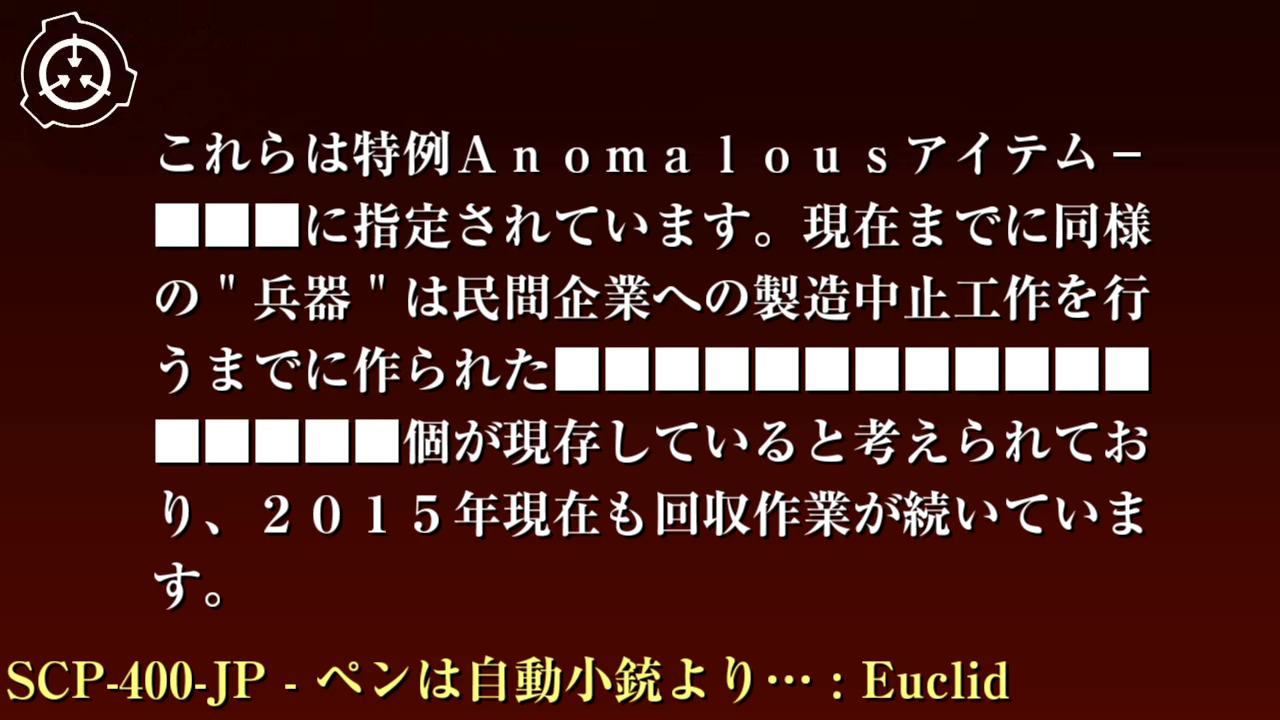 これらは特例Ａｎｏｍａｌｏｕｓアイテム－
■■■に指定されています。現在までに同様
の＂兵器＂は民間企業への製造中止工作を行
うまでに作られた■■■■■■■■■■■■
■■■■■個が現存していると考えられてお
り、２０１５年現在も回収作業が続いていま
す。
SCP-400-JP - ペンは自動小銃より… : Euclid